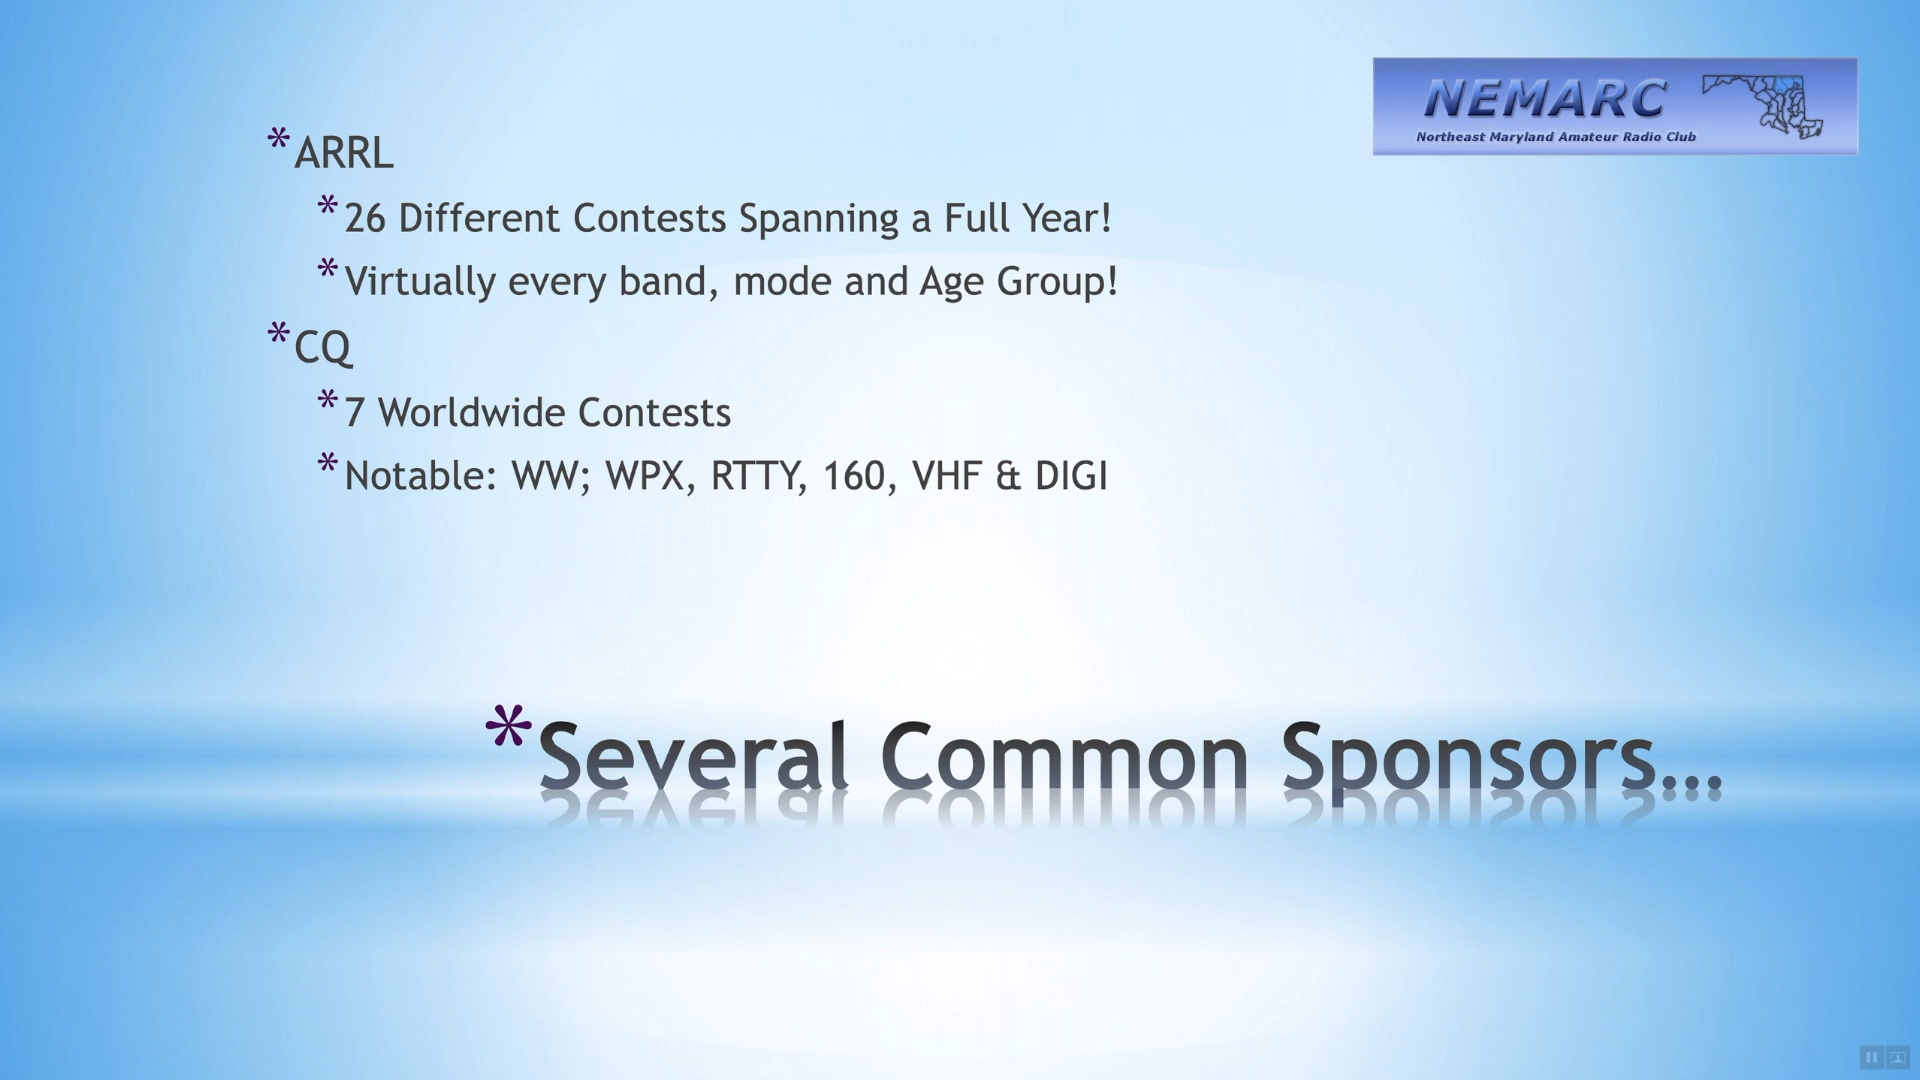 NEMARC
Northeast Maryland Amateur Radio Club
*ARRL
*26 Different Contests Spanning a Full Year!
*Virtually every band, mode and Age Group!
*CQ
*7 Worldwide Contests
*Notable: WW; WPX, RTTY, 160, VHF & DIGI
*Several Common Sponsors…